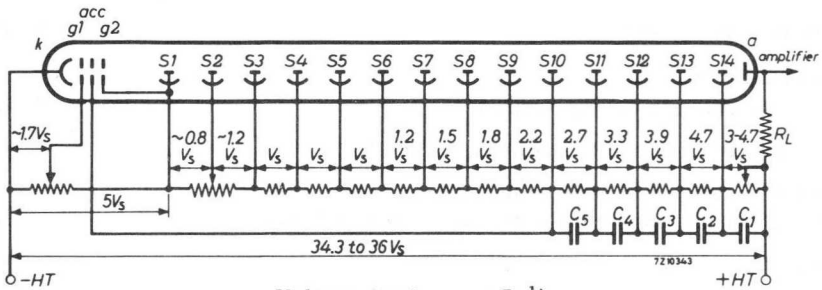 acc
g1 g2
k
a
S1 S2 S3 S4 S5 S6 S7 S8 S9 S10 S11 S12 S13 S14
amplifier
~1.7Vs
~0.8 Vs
~1.2 Vs
Vs
Vs
Vs
1.2 Vs
1.5 Vs
1.8 Vs
2.2 Vs
2.7 Vs
3.3 Vs
3.9 Vs
4.7 Vs
3-4.7 Vs
RL
5Vs
C5 C4 C3 C2 C1
34.3 to 36Vs
7Z10343
-HT
+HT